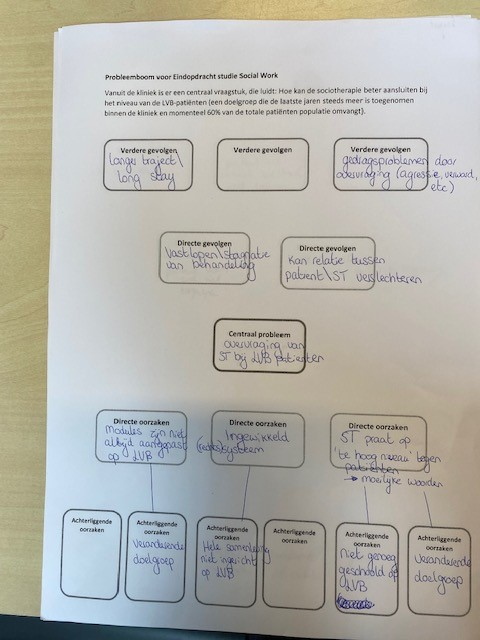 Probleemboom voor Eindopdracht studie Social Work
Vanuit de kliniek is er een centraal vraagstuk, die luidt: Hoe kan de sociotherapie beter aansluiten bij
het niveau van de LVB-patiënten (een doelgroep die de laatste jaren steeds meer is toegenomen
binnen de kliniek en momenteel 60% van de totale patiënten populatie omvangt).
Verdere gevolgen
langer traject\
long stay
Verdere gevolgen
Verdere gevolgen
gedragsproblemen door
overvraging (agressie, verward,
etc)
Directe gevolgen
Vastlopen\stagnatie
van behandeling
Directe gevolgen
Kan relatie tussen
patient\ST verslechteren
Centraal probleem
overvraging van
ST bij LVB patienten
Directe oorzaken
Modules zijn niet
altijd aangepast
op LVB
Directe oorzaken
Ingewikkeld
systeem
Directe oorzaken
ST praat op
'te hoog niveau' tegen
patienten
→ moeilijke woorden
Achterliggende
oorzaken
Achterliggende
oorzaken
Veranderende
doelgroep
Achterliggende
oorzaken
Hele samenleving
niet ingericht
op LVB
Achterliggende
oorzaken
Achterliggende
oorzaken
niet genoeg
geschoold op
LVB
Achterliggende
oorzaken
Veranderende
doelgroep